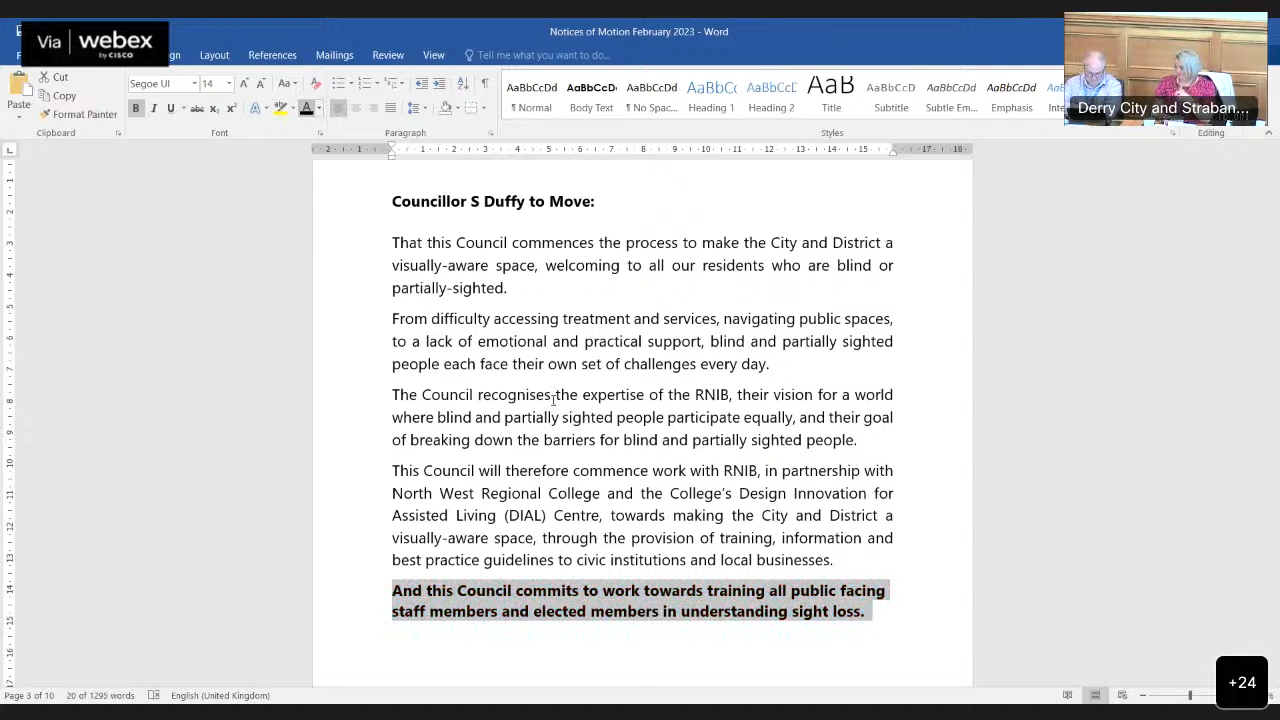 Via webex
by CISCO
Notices of Motion February 2023 - Word
Layout References Mailings Review View Tell me what you want to do...
Derry City and Straban...
Cut
Copy
Format Painter
Paste
Clipboard
Segoe UI 14
Font
Paragraph
AaBbCcDd AaBbCcD AaBbCcDd AaBbCc AaBbCcD AaB AaBbCcD AaBbCcDd AaBbCcDd
¶ Normal Body Text ¶ No Spac... Heading 1 Heading 2 Title Subtitle Subtle Em... Emphasis
Styles
Editing
Councillor S Duffy to Move:
That this Council commences the process to make the City and District a
visually-aware space, welcoming to all our residents who are blind or
partially-sighted.
From difficulty accessing treatment and services, navigating public spaces,
to a lack of emotional and practical support, blind and partially sighted
people each face their own set of challenges every day.
The Council recognises the expertise of the RNIB, their vision for a world
where blind and partially sighted people participate equally, and their goal
of breaking down the barriers for blind and partially sighted people.
This Council will therefore commence work with RNIB, in partnership with
North West Regional College and the College's Design Innovation for
Assisted Living (DIAL) Centre, towards making the City and District a
visually-aware space, through the provision of training, information and
best practice guidelines to civic institutions and local businesses.
And this Council commits to work towards training all public facing
staff members and elected members in understanding sight loss.
Page 3 of 10 20 of 1295 words English (United Kingdom)
+24